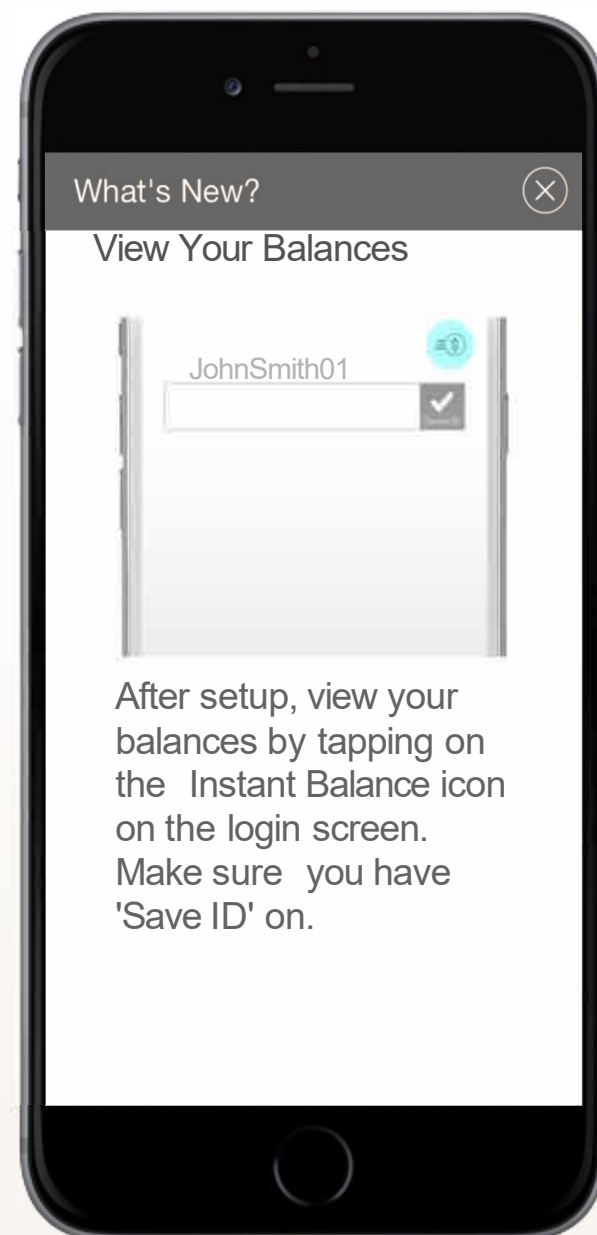 What's New?
View Your Balances
JohnSmith01
After setup, view your
balances by tapping on
the Instant Balance icon
on the login screen.
Make sure you have
'Save ID' on.